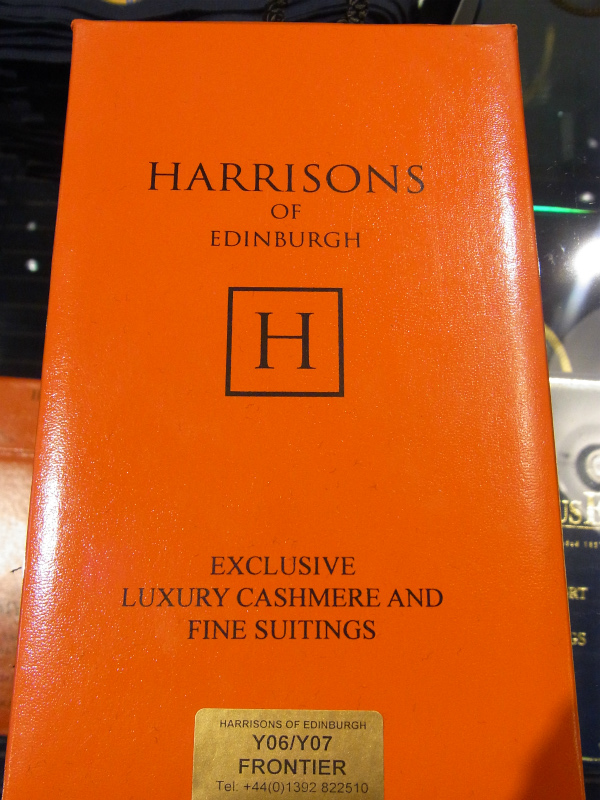 HARRISONS
OF
EDINBURGH
H
EXCLUSIVE
LUXURY CASHMERE AND
FINE SUITINGS
HARRISONS OF EDINBURGH
Y06/Y07
FRONTIER
Tel: +44(0)1392 822510